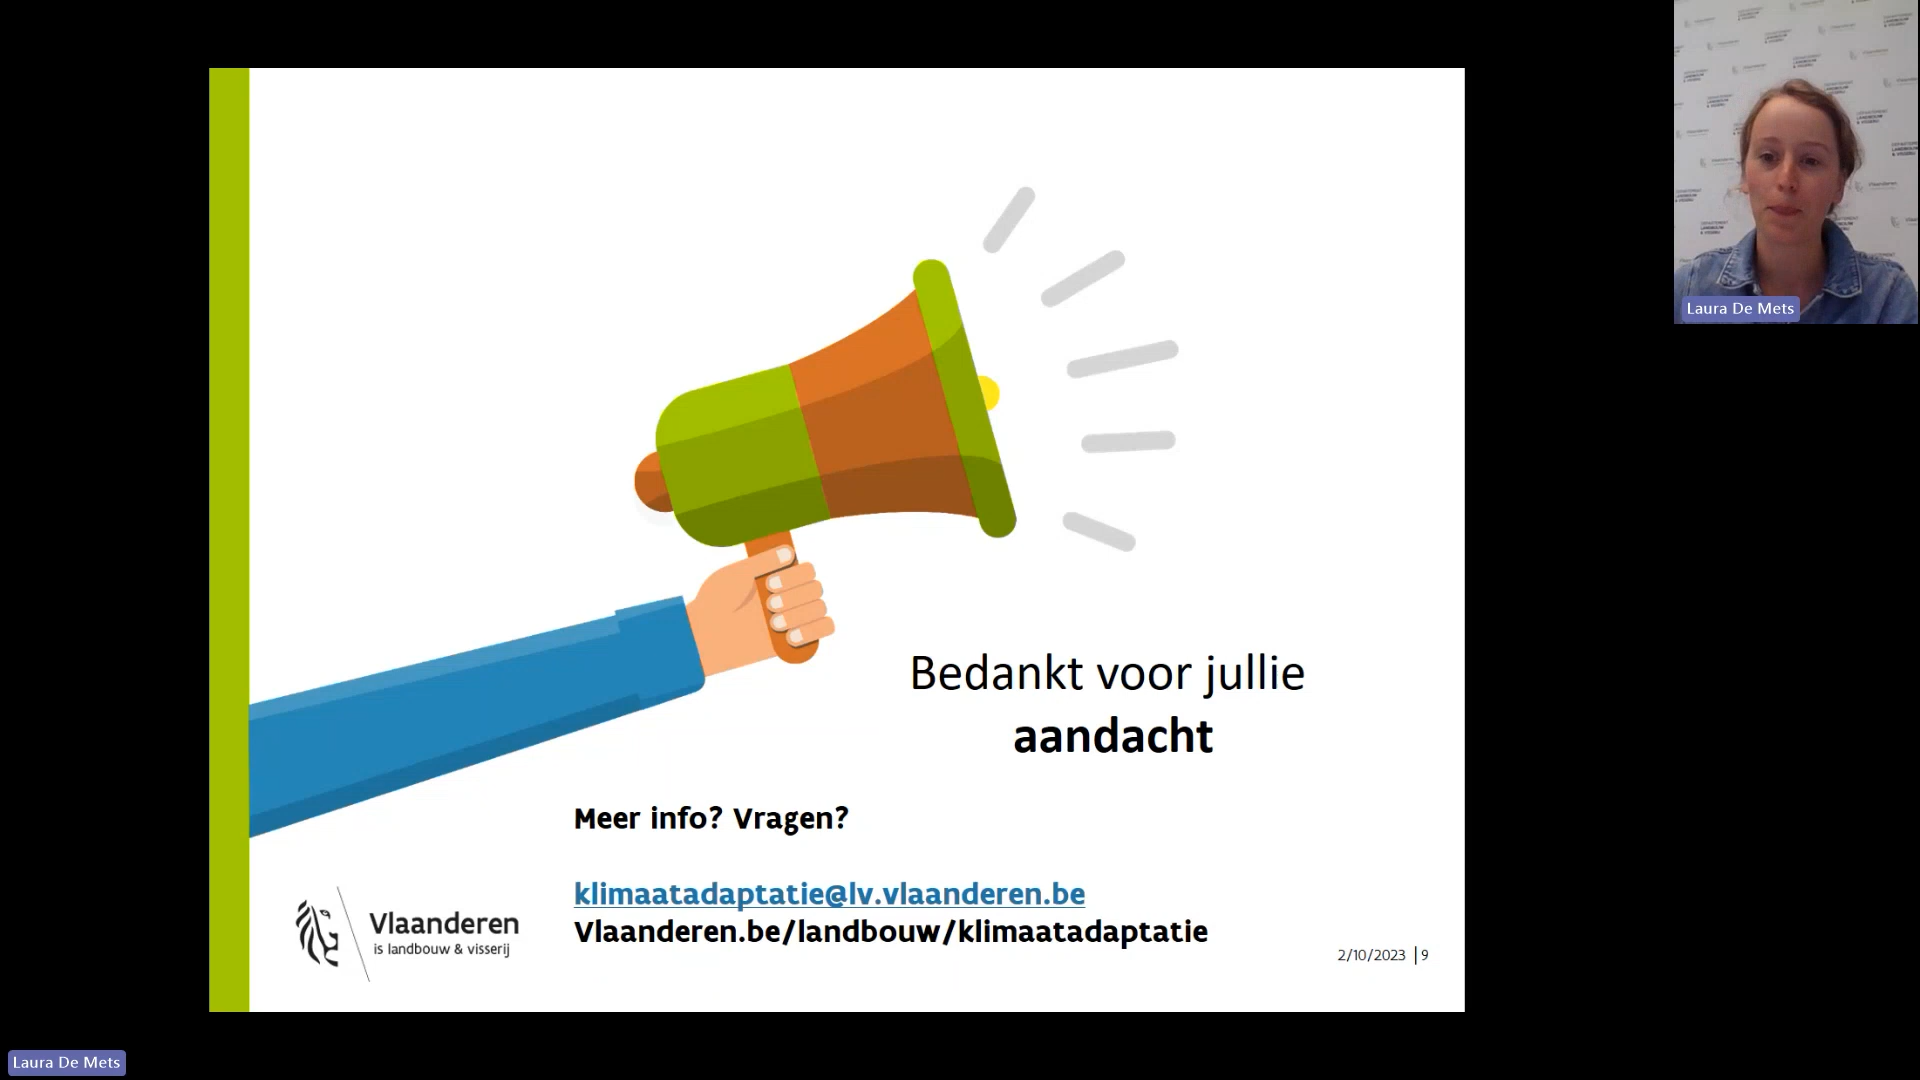 Bedankt voor jullie
aandacht
Meer info? Vragen?
klimaatadaptatie@lv.vlaanderen.be
Vlaanderen.be/landbouw/klimaatadaptatie
Vlaanderen
is landbouw & visserij
2/10/2023 | 9
Laura De Mets
Laura De Mets